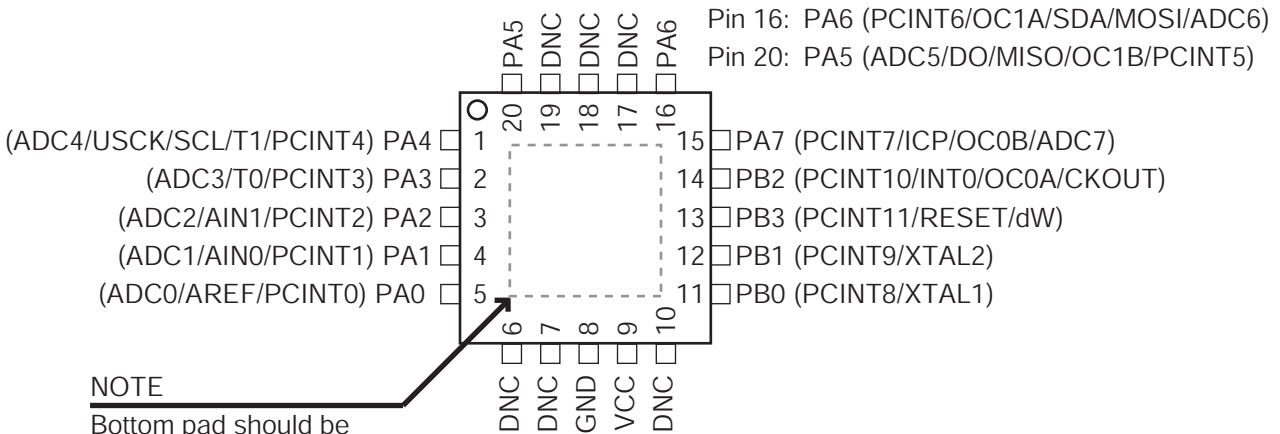 Pin 16: PA6 (PCINT6/OC1A/SDA/MOSI/ADC6)
Pin 20: PA5 (ADC5/DO/MISO/OC1B/PCINT5)
PA5
DNC
DNC
DNC
PA6
20
19
18
17
16
(ADC4/USCK/SCL/T1/PCINT4) PA4
1
15
PA7 (PCINT7/ICP/OC0B/ADC7)
(ADC3/T0/PCINT3) PA3
2
14
PB2 (PCINT10/INT0/OC0A/CKOUT)
(ADC2/AIN1/PCINT2) PA2
3
13
PB3 (PCINT11/RESET/dW)
(ADC1/AIN0/PCINT1) PA1
4
12
PB1 (PCINT9/XTAL2)
(ADC0/AREF/PCINT0) PA0
5
11
PB0 (PCINT8/XTAL1)
6
7
8
9
10
DNC
DNC
GND
VCC
DNC
NOTE
Bottom pad should be